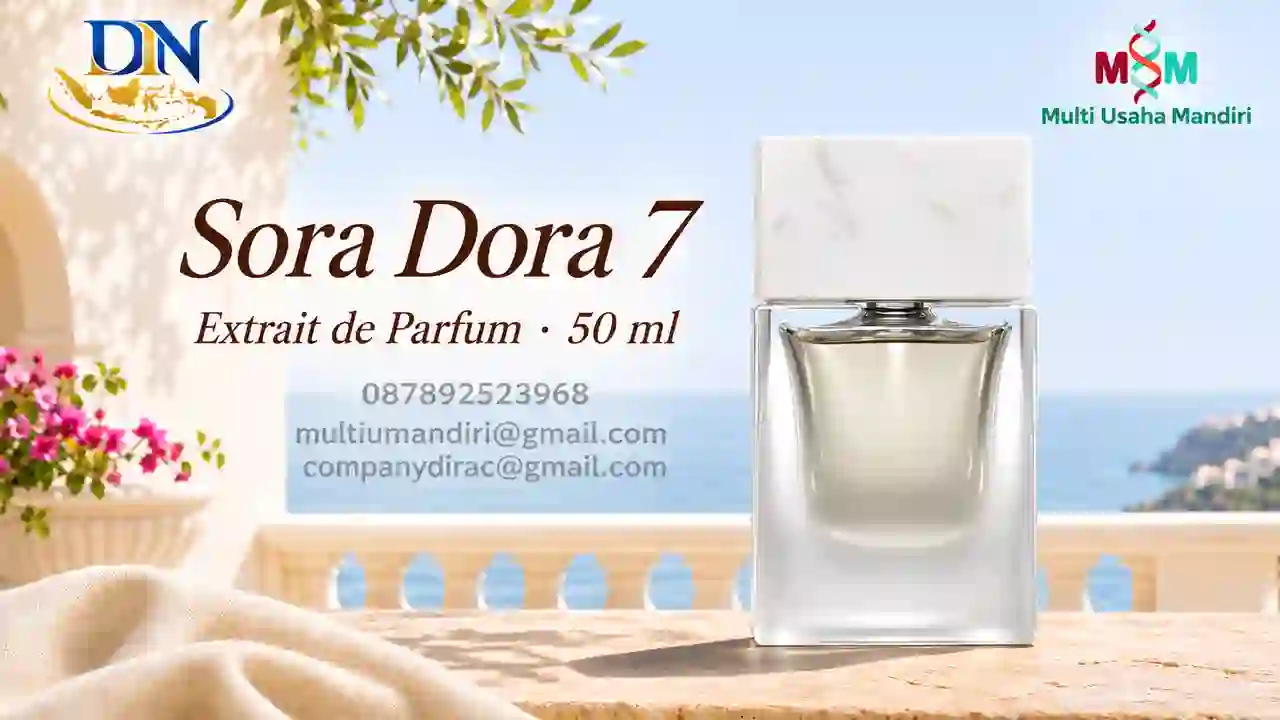 DN
MSM
Multi Usaha Mandiri
Sora Dora 7
Extrait de Parfum · 50 ml
087892523968
multiumandiri@gmail.com
companydirac@gmail.com